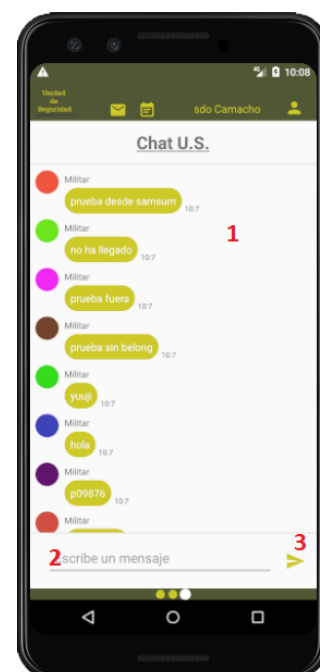 10:08
Unidad
de
Seguridad
sdo Camacho
Chat U.S.
Militar
prueba desde samsum
10:7
1
Militar
no ha llegado
10:7
Militar
prueba fuera
10:7
Militar
prueba sin belong
10:7
Militar
yuuji
10:7
Militar
hola
10:7
Militar
p09876
10:7
Militar
3
2
Escribe un mensaje